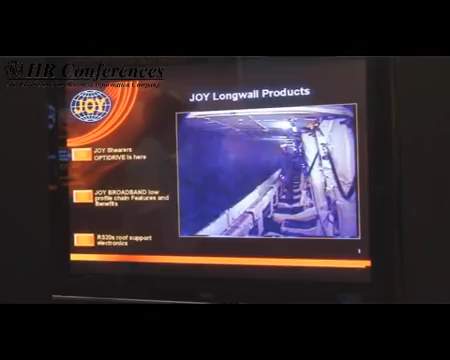 HR Conferences
JOY
JOY Longwall Products
JOY Shearers
OPTIDRIVE is here
JOY BROADBAND low
profile chain Features and
Benefits
RS20s roof support
electronics